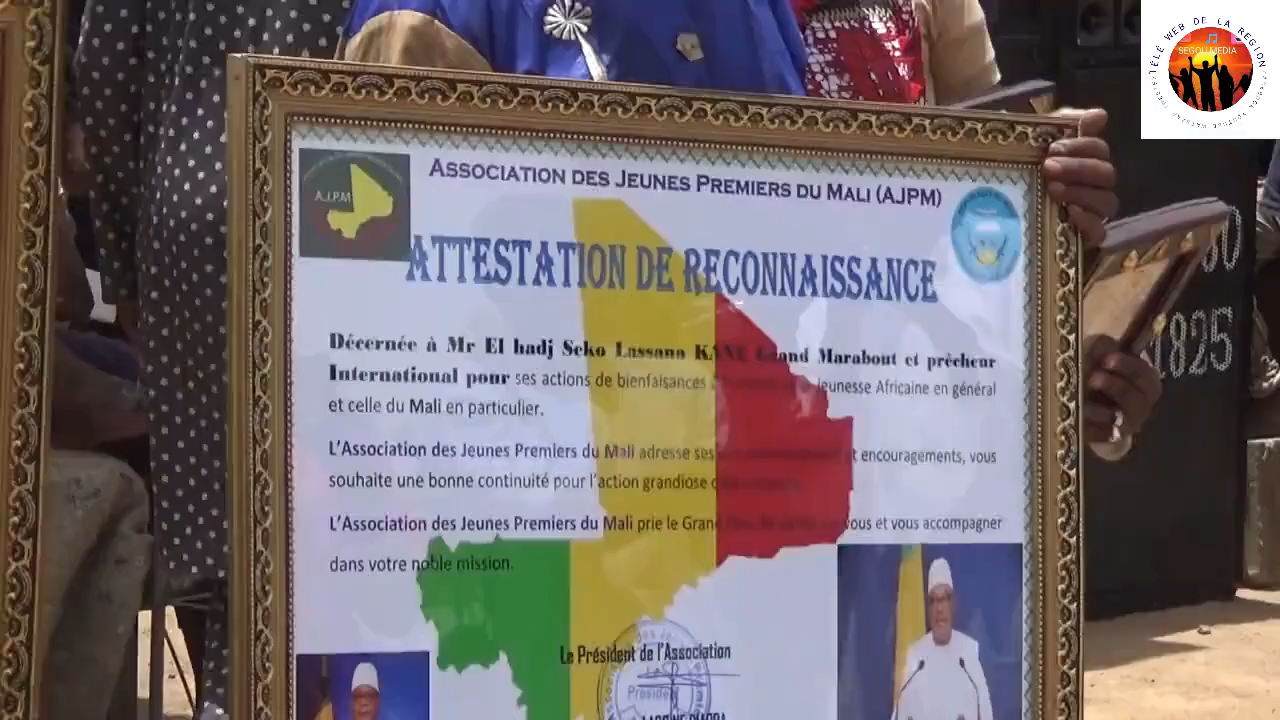 TÉLÉ WEB DE LA REGION
SEGOU MEDIA
ASSOCIATION DES JEUNES PREMIERS DU MALI (AJPM)
A.J.P.M
ATTESTATION DE RECONNAISSANCE
Décernée à Mr El hadj Seko Lassana KANE Grand Marabout et prêcheur
International pour ses actions de bienfaisances jeunesse Africaine en général
et celle du Mali en particulier.
L'Association des Jeunes Premiers du Mali adresse ses et encouragements, vous
souhaite une bonne continuité pour l'action grandiose
L'Association des Jeunes Premiers du Mali prie le Grand vous et vous accompagner
dans votre noble mission.
Le Président de l'Association
Président
1825